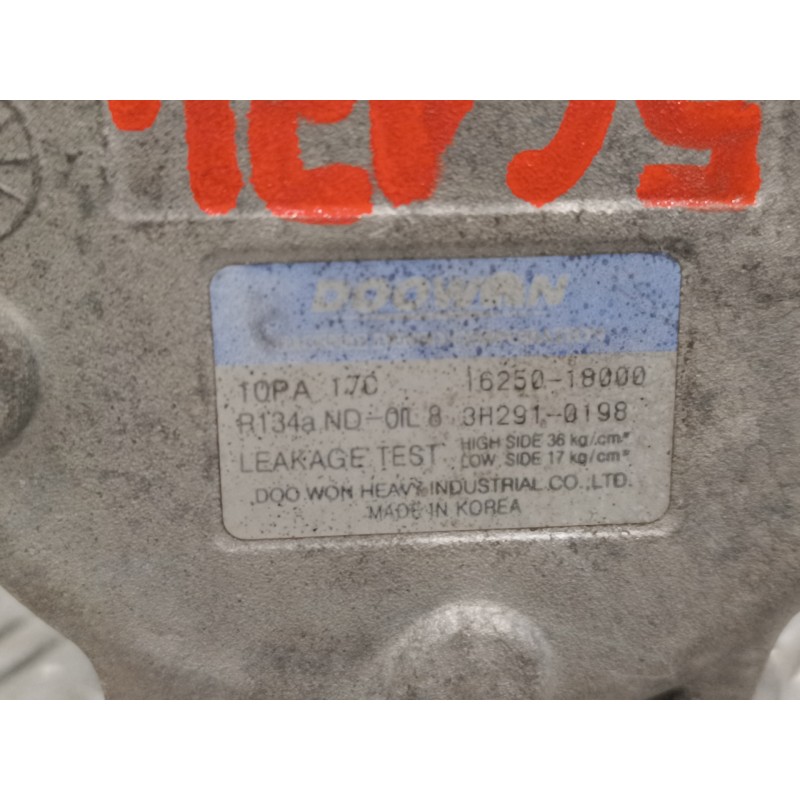 DOOWAN
10PA 17C 16250-18000
R134a ND-OIL 8 3H291-0198
LEAKAGE TEST HIGH SIDE 36 kg/cm²
LOW SIDE 17 kg/cm²
DOO WON HEAVY INDUSTRIAL CO., LTD.
MADE IN KOREA